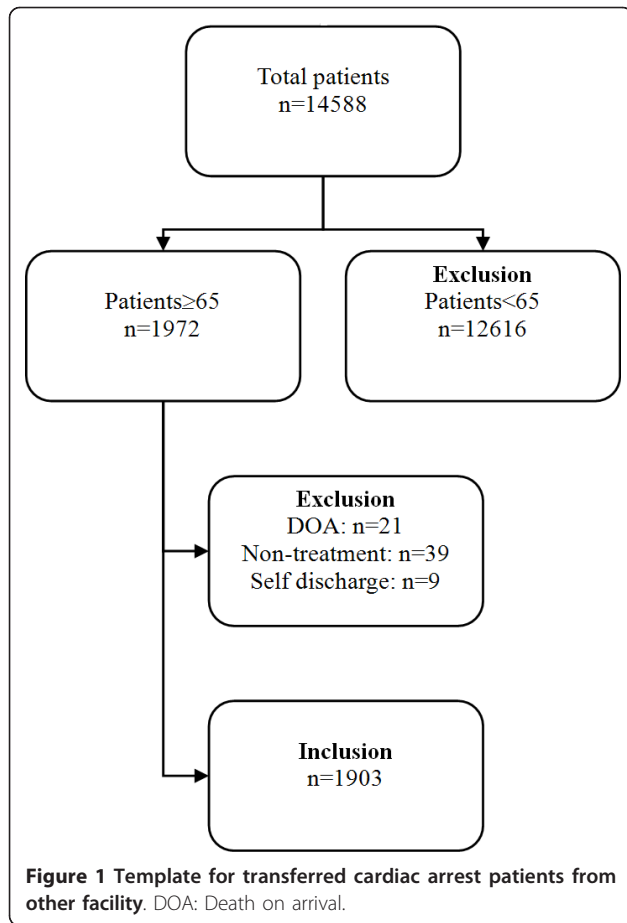 Total patients
n=14588
Patients≥65
n=1972
Exclusion
Patients<65
n=12616
Exclusion
DOA: n=21
Non-treatment: n=39
Self discharge: n=9
Inclusion
n=1903
Figure 1 Template for transferred cardiac arrest patients from
other facility. DOA: Death on arrival.